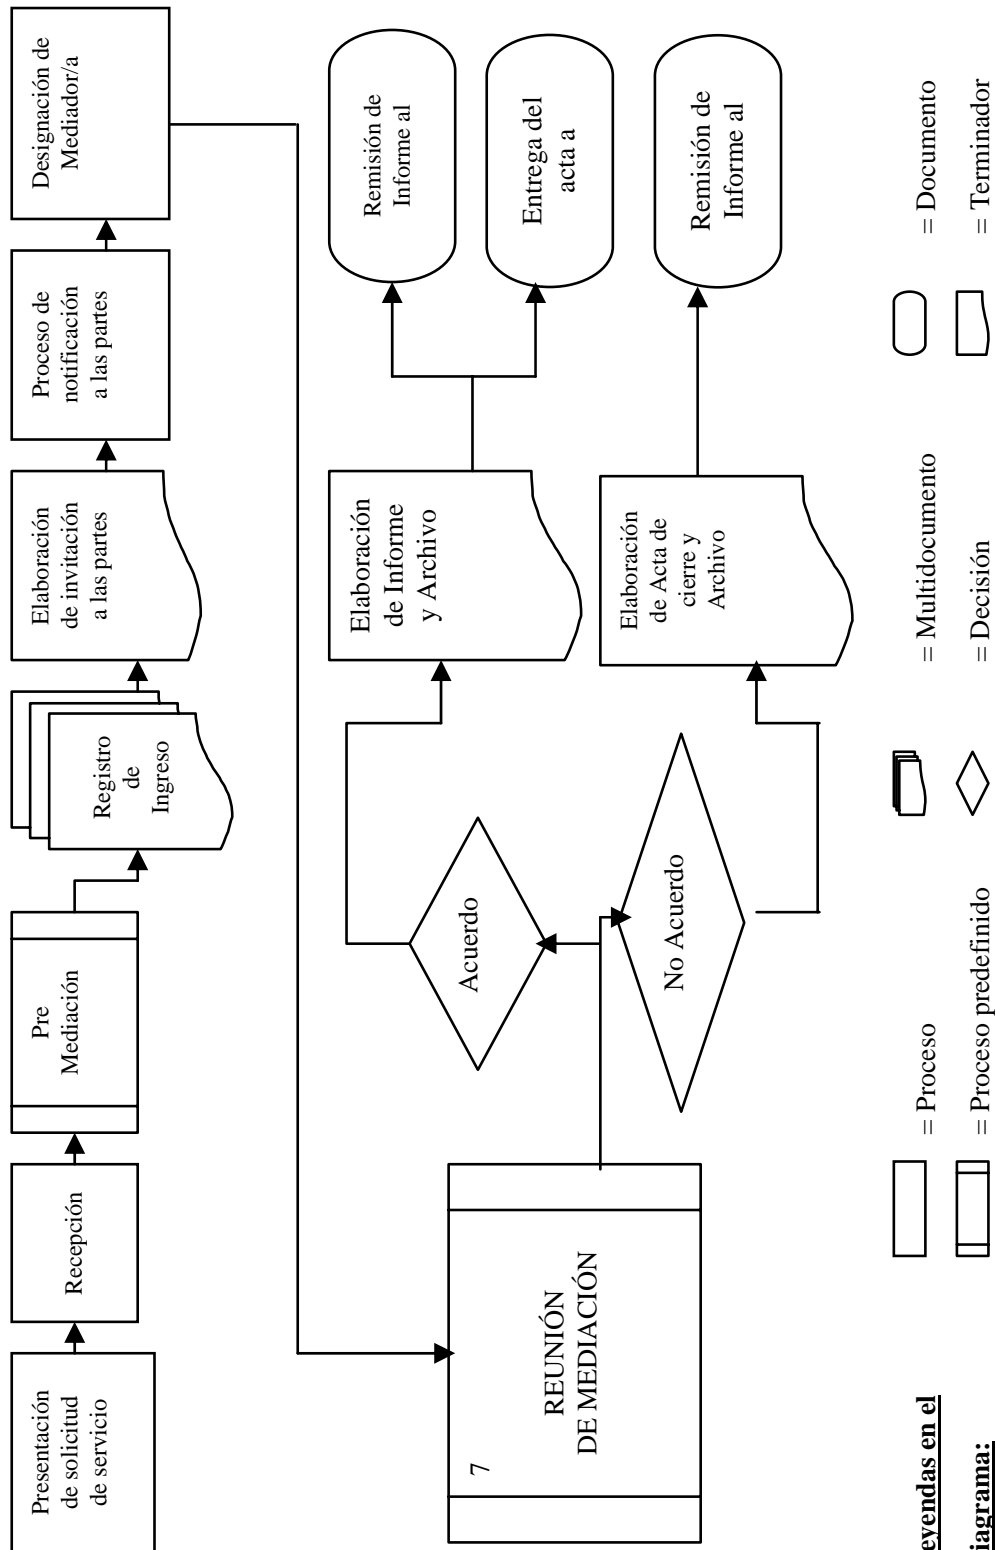 Presentación
de solicitud
de servicio
Recepción
Pre
Mediación
Registro
de
Ingreso
Elaboración
de invitación
a las partes
Proceso de
notificación
a las partes
Designación de
Mediador/a
7
REUNIÓN
DE MEDIACIÓN
Acuerdo
No Acuerdo
Elaboración
de Informe
y Archivo
Elaboración
de Acta de
cierre y
Archivo
Remisión de
Informe al
Entrega del
acta a
Remisión de
Informe al
eyendas en el
iagrama:
= Proceso
= Proceso predefinido
= Multidocumento
= Decisión
= Documento
= Terminador